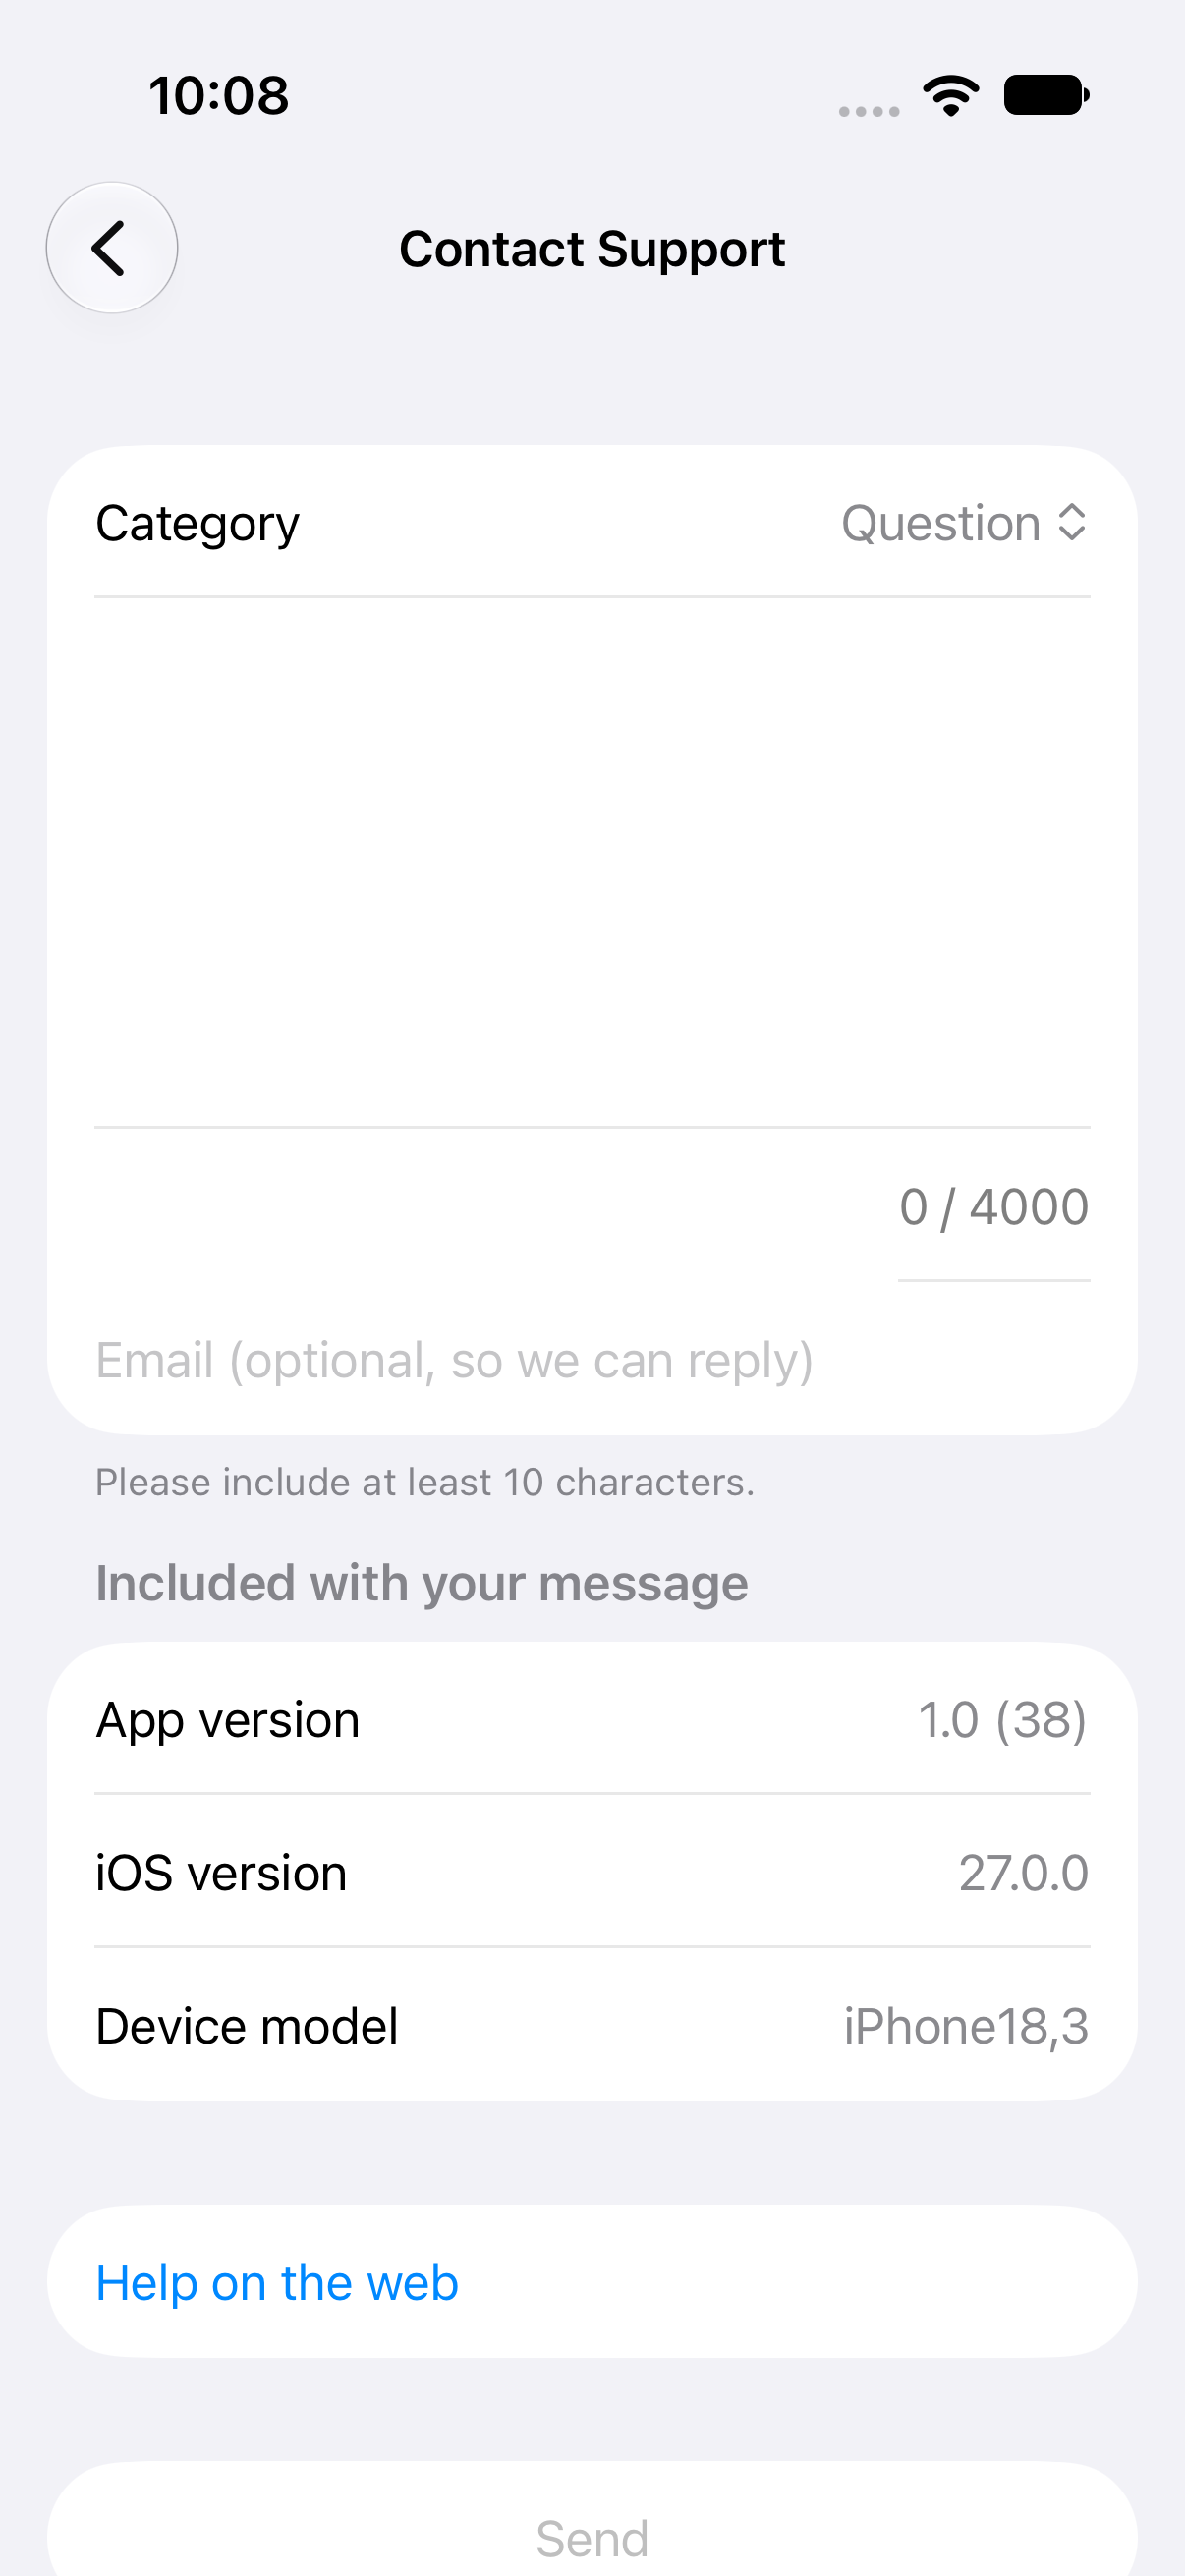 10:08
Contact Support
Category Question
0 / 4000
Email (optional, so we can reply)
Please include at least 10 characters.
Included with your message
App version 1.0 (38)
iOS version 27.0.0
Device model iPhone18,3
Help on the web
Send